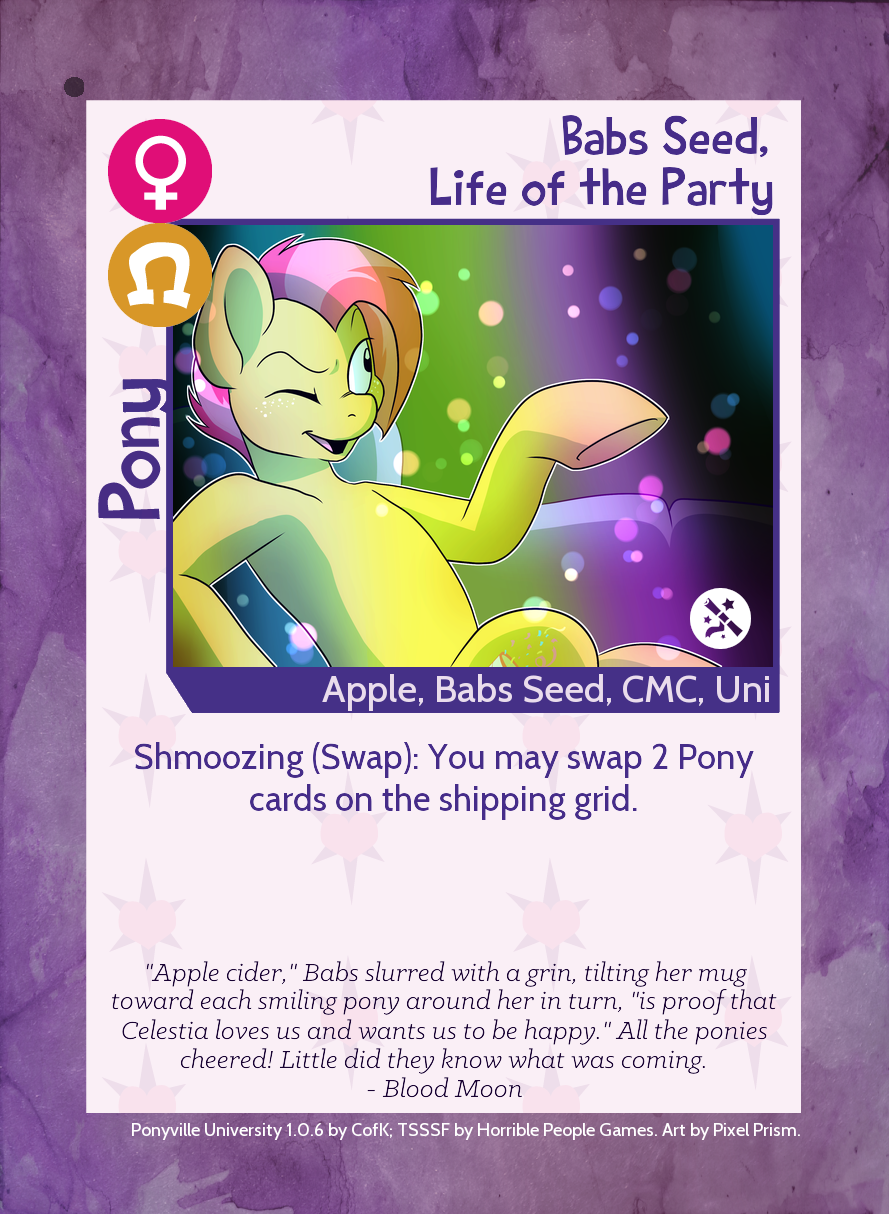 Babs Seed,
Life of the Party
Pony
Apple, Babs Seed, CMC, Uni
Shmoozing (Swap): You may swap 2 Pony
cards on the shipping grid.
"Apple cider," Babs slurred with a grin, tilting her mug
toward each smiling pony around her in turn, "is proof that
Celestia loves us and wants us to be happy." All the ponies
cheered! Little did they know what was coming.
- Blood Moon
Ponyville University 1.0.6 by CofK; TSSSF by Horrible People Games. Art by Pixel Prism.